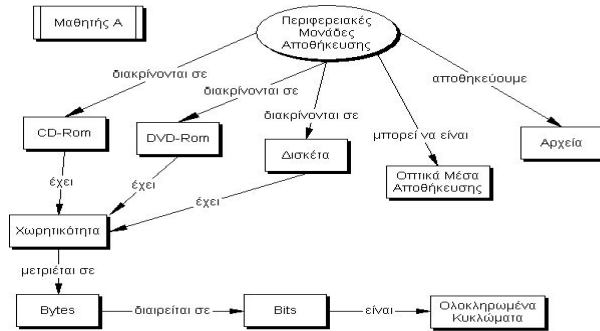 Μαθητής Α
Περιφερειακές
Μονάδες
Αποθήκευσης
διακρίνονται σε
διακρίνονται σε
διακρίνονται σε
αποθηκεύουμε
μπορεί να είναι
CD-Rom
DVD-Rom
Δισκέτα
Οπτικά Μέσα
Αποθήκευσης
Αρχεία
έχει
έχει
έχει
Χωρητικότητα
μετριέται σε
Bytes
διαιρείται σε
Bits
είναι
Ολοκληρωμένα
Κυκλώματα